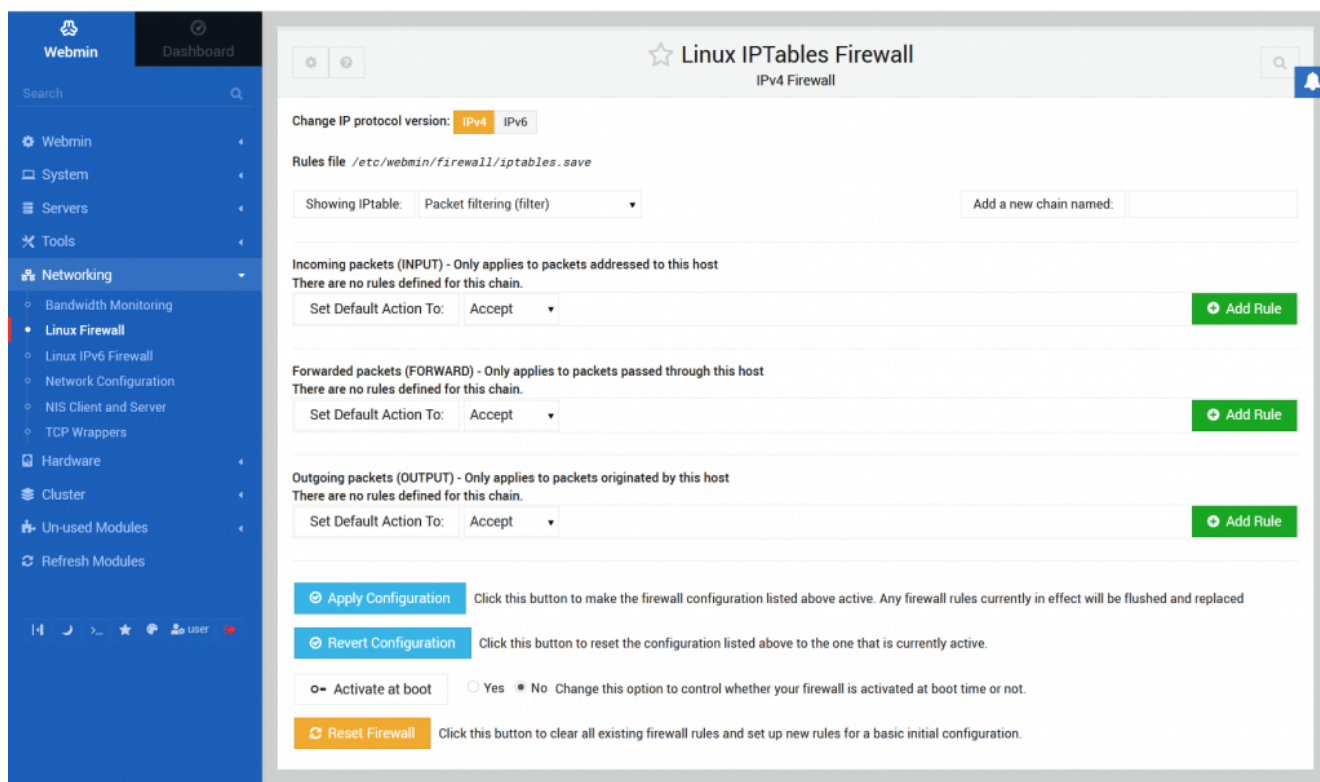 Webmin
Dashboard
Search
Webmin
System
Servers
Tools
Networking
Bandwidth Monitoring
Linux Firewall
Linux IPv6 Firewall
Network Configuration
NIS Client and Server
TCP Wrappers
Hardware
Cluster
Un-used Modules
Refresh Modules
user
Linux IPTables Firewall
IPv4 Firewall
Change IP protocol version: IPv4 IPv6
Rules file /etc/webmin/firewall/iptables.save
Showing IPtable: Packet filtering (filter) Add a new chain named:
Incoming packets (INPUT) - Only applies to packets addressed to this host
There are no rules defined for this chain.
Set Default Action To: Accept Add Rule
Forwarded packets (FORWARD) - Only applies to packets passed through this host
There are no rules defined for this chain.
Set Default Action To: Accept Add Rule
Outgoing packets (OUTPUT) - Only applies to packets originated by this host
There are no rules defined for this chain.
Set Default Action To: Accept Add Rule
Apply Configuration Click this button to make the firewall configuration listed above active. Any firewall rules currently in effect will be flushed and replaced
Revert Configuration Click this button to reset the configuration listed above to the one that is currently active.
Activate at boot Yes No Change this option to control whether your firewall is activated at boot time or not.
Reset Firewall Click this button to clear all existing firewall rules and set up new rules for a basic initial configuration.